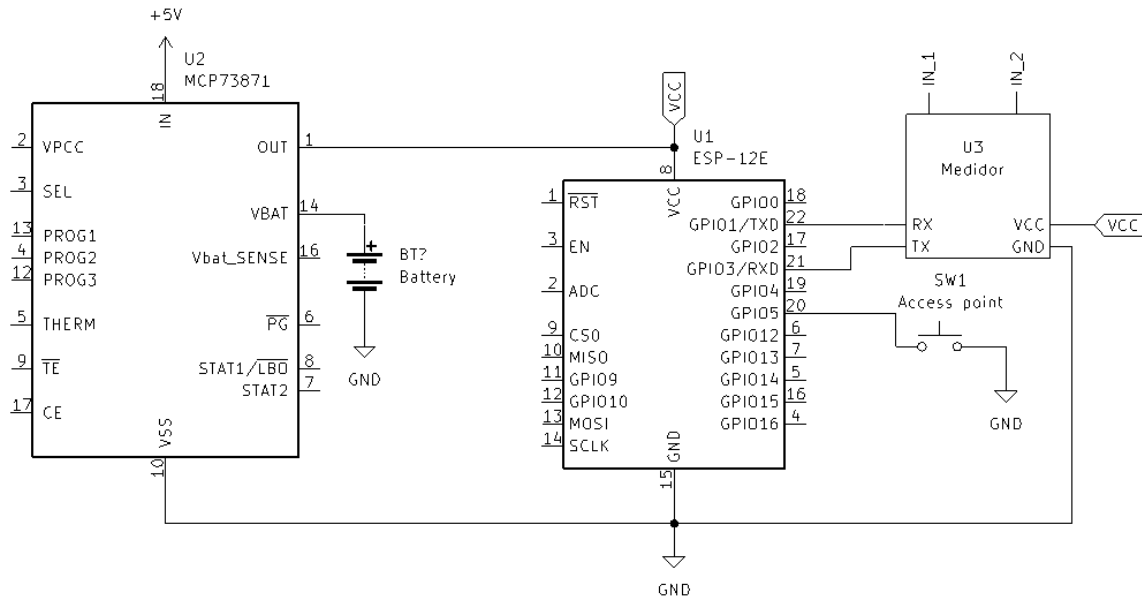 +5V
U2
MCP73871
18
IN
2 VPCC
3 SEL
13 PROG1
4 PROG2
12 PROG3
5 THERM
9 TE
17 CE
OUT 1
VBAT 14
Vbat_SENSE 16
PG 6
STAT1/LBO 8
STAT2 7
VSS
10
BT?
Battery
+
GND
VCC
U1
ESP-12E
8
VCC
1 RST
3 EN
2 ADC
9 CS0
10 MISO
11 GPIO9
12 GPIO10
13 MOSI
14 SCLK
GPIO0 18
GPIO1/TXD 22
GPIO2 17
GPIO3/RXD 21
GPIO4 19
GPIO5 20
GPIO12 6
GPIO13 7
GPIO14 5
GPIO15 16
GPIO16 4
GND
15
GND
IN_1
IN_2
U3
Medidor
RX
TX
VCC
GND
VCC
SW1
Access point
GND